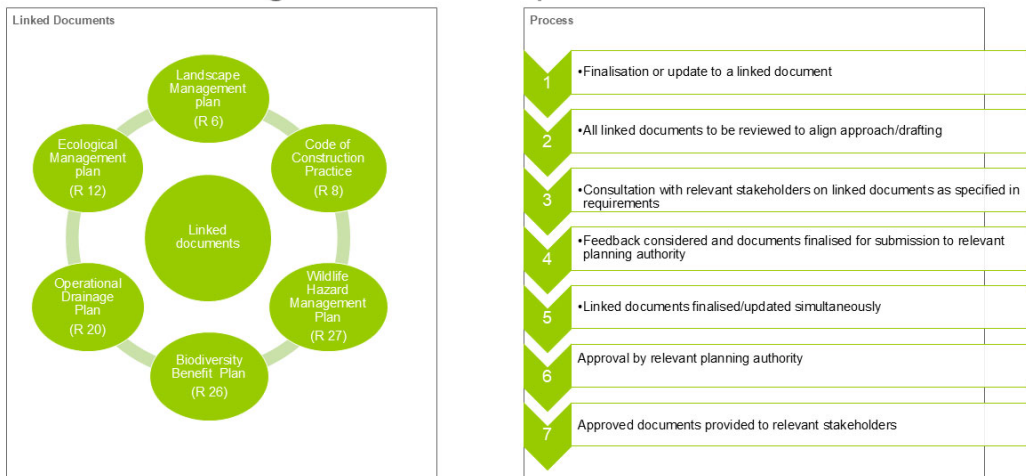 Linked Documents
Landscape
Management
plan
(R 6)
Code of
Construction
Practice
(R 8)
Wildlife
Hazard
Management
Plan
(R 27)
Biodiversity
Benefit Plan
(R 26)
Operational
Drainage
Plan
(R 20)
Ecological
Management
plan
(R 12)
Linked
documents
Process
1
•Finalisation or update to a linked document
2
•All linked documents to be reviewed to align approach/drafting
3
•Consultation with relevant stakeholders on linked documents as specified in
requirements
4
•Feedback considered and documents finalised for submission to relevant
planning authority
5
•Linked documents finalised/updated simultaneously
6
Approval by relevant planning authority
7
Approved documents provided to relevant stakeholders